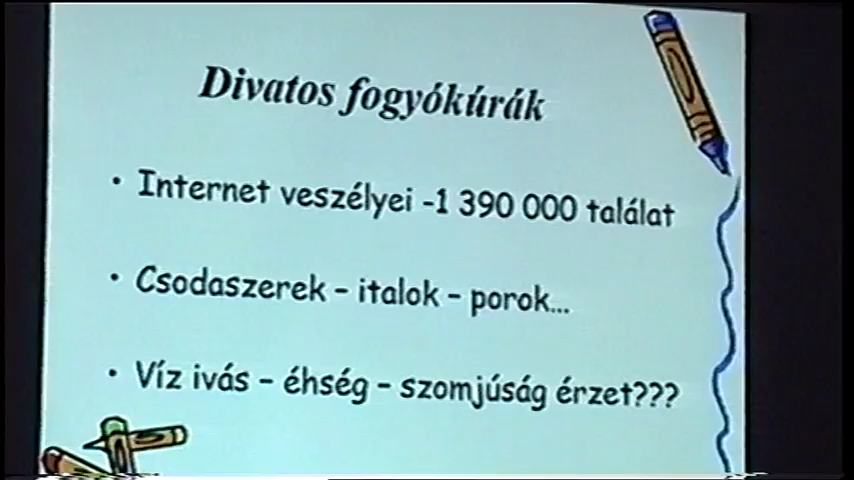 Divatos fogyókúrák
• Internet veszélyei -1 390 000 találat
• Csodaszerek – italok – porok...
• Víz ivás – éhség – szomjúság érzet???